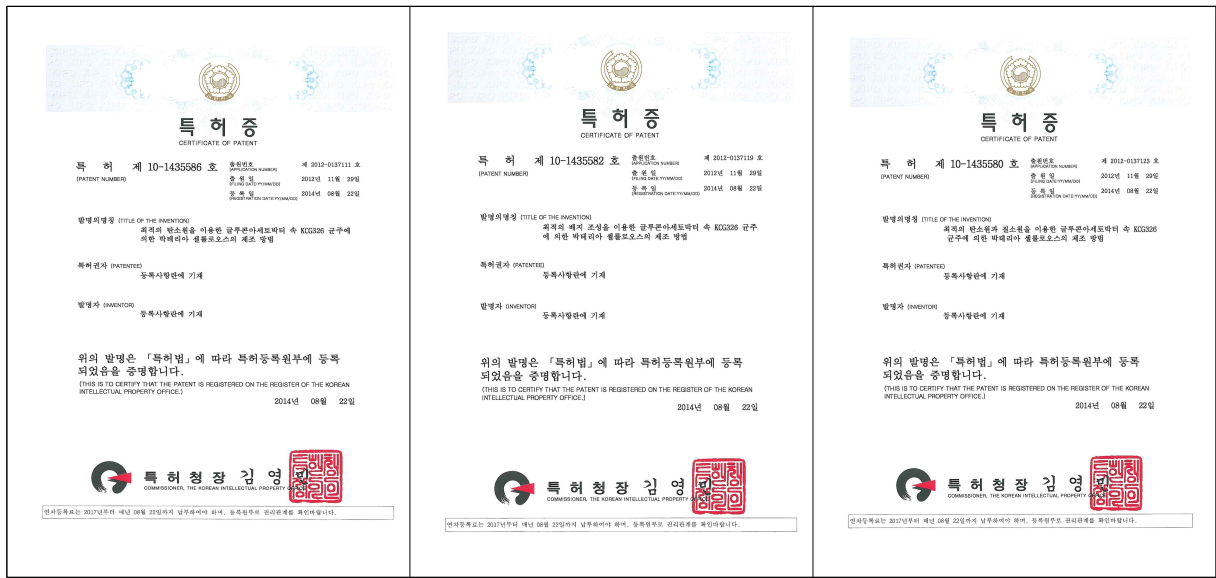 특허증
CERTIFICATE OF PATENT
특 허 제 10-1435586 호
(PATENT NUMBER)
출원번호 제 2012-0137111 호
(APPLICATION NUMBER)
출 원 일 2012년 11월 29일
(FILING DATE:YY/MM/DD)
등 록 일 2014년 08월 22일
(REGISTRATION DATE:YY/MM/DD)
발명의명칭 (TITLE OF THE INVENTION)
최적의 탄소원을 이용한 글루콘아세토박터 속 KCG326 균주에
의한 박테리아 셀룰로오스의 제조 방법
특허권자 (PATENTEE)
등록사항란에 기재
발명자 (INVENTOR)
등록사항란에 기재
위의 발명은 「특허법」에 따라 특허등록원부에 등록
되었음을 증명합니다.
(THIS IS TO CERTIFY THAT THE PATENT IS REGISTERED ON THE REGISTER OF THE KOREAN
INTELLECTUAL PROPERTY OFFICE.)
2014년 08월 22일
특허청장 김영민
COMMISSIONER, THE KOREAN INTELLECTUAL PROPERTY OFFICE
연차등록료는 2017년부터 매년 08월 22일까지 납부하여야 하며, 등록원부로 권리관계를 확인바랍니다.
특허증
CERTIFICATE OF PATENT
특 허 제 10-1435582 호
(PATENT NUMBER)
출원번호 제 2012-0137119 호
(APPLICATION NUMBER)
출 원 일 2012년 11월 29일
(FILING DATE:YY/MM/DD)
등 록 일 2014년 08월 22일
(REGISTRATION DATE:YY/MM/DD)
발명의명칭 (TITLE OF THE INVENTION)
최적의 배지 조성을 이용한 글루콘아세토박터 속 KCG326 균주
에 의한 박테리아 셀룰로오스의 제조 방법
특허권자 (PATENTEE)
등록사항란에 기재
발명자 (INVENTOR)
등록사항란에 기재
위의 발명은 「특허법」에 따라 특허등록원부에 등록
되었음을 증명합니다.
(THIS IS TO CERTIFY THAT THE PATENT IS REGISTERED ON THE REGISTER OF THE KOREAN
INTELLECTUAL PROPERTY OFFICE.)
2014년 08월 22일
특허청장 김영민
COMMISSIONER, THE KOREAN INTELLECTUAL PROPERTY OFFICE
연차등록료는 2017년부터 매년 08월 22일까지 납부하여야 하며, 등록원부로 권리관계를 확인바랍니다.
특허증
CERTIFICATE OF PATENT
특 허 제 10-1435580 호
(PATENT NUMBER)
출원번호 제 2012-0137123 호
(APPLICATION NUMBER)
출 원 일 2012년 11월 29일
(FILING DATE:YY/MM/DD)
등 록 일 2014년 08월 22일
(REGISTRATION DATE:YY/MM/DD)
발명의명칭 (TITLE OF THE INVENTION)
최적의 탄소원과 질소원을 이용한 글루콘아세토박터 속 KCG326
균주에 의한 박테리아 셀룰로오스의 제조 방법
특허권자 (PATENTEE)
등록사항란에 기재
발명자 (INVENTOR)
등록사항란에 기재
위의 발명은 「특허법」에 따라 특허등록원부에 등록
되었음을 증명합니다.
(THIS IS TO CERTIFY THAT THE PATENT IS REGISTERED ON THE REGISTER OF THE KOREAN
INTELLECTUAL PROPERTY OFFICE.)
2014년 08월 22일
특허청장 김영민
COMMISSIONER, THE KOREAN INTELLECTUAL PROPERTY OFFICE
연차등록료는 2017년부터 매년 08월 22일까지 납부하여야 하며, 등록원부로 권리관계를 확인바랍니다.